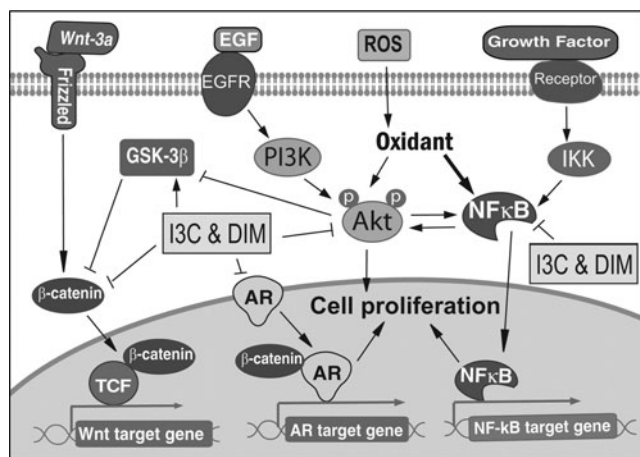 Wnt-3a
EGF
ROS
Growth Factor
Frizzled
EGFR
Receptor
GSK-3β
PI3K
Oxidant
IKK
P
P
Akt
NFκB
I3C & DIM
I3C & DIM
β-catenin
AR
Cell proliferation
β-catenin
TCF
β-catenin
AR
NFκB
Wnt target gene
AR target gene
NF-kB target gene